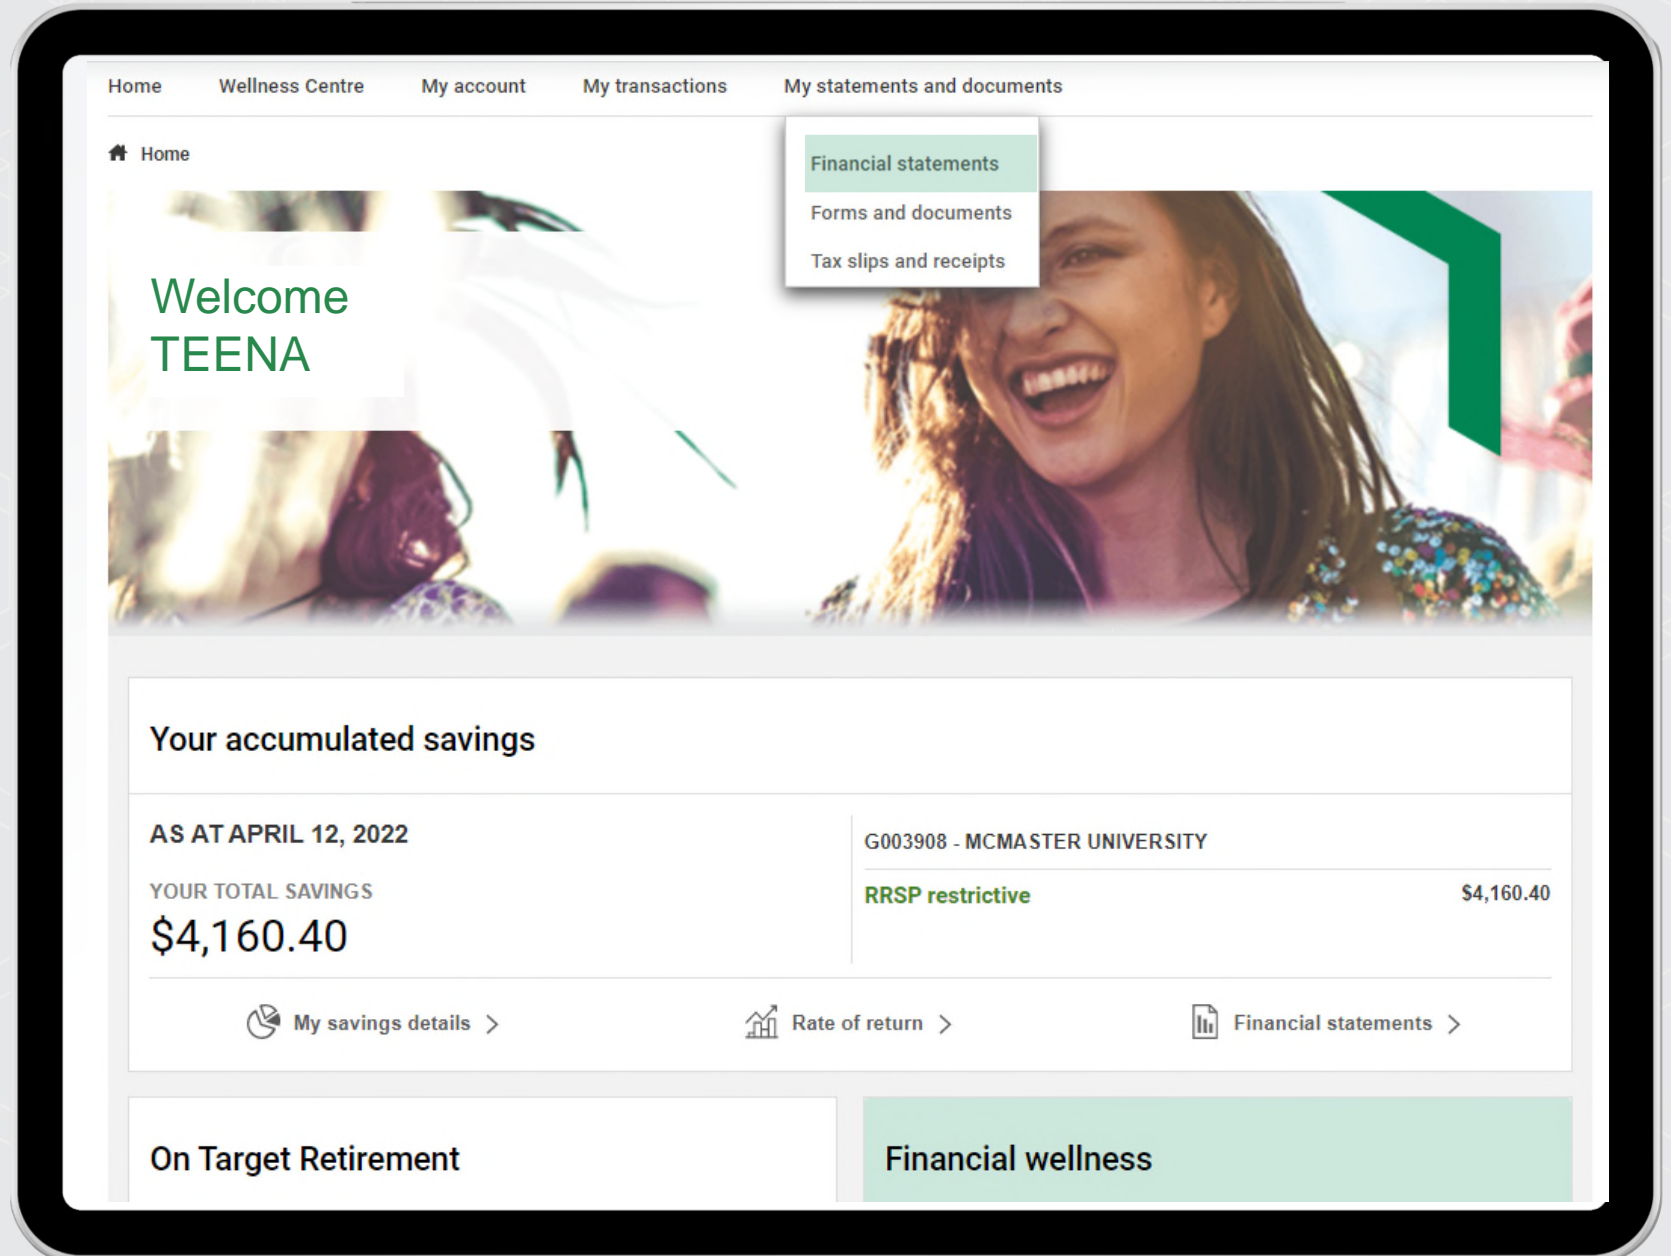 Home Wellness Centre My account My transactions My statements and documents
Home
Financial statements
Forms and documents
Tax slips and receipts
Welcome
TEENA
Your accumulated savings
AS AT APRIL 12, 2022
YOUR TOTAL SAVINGS
$4,160.40
G003908 - MCMASTER UNIVERSITY
RRSP restrictive $4,160.40
My savings details Rate of return Financial statements
On Target Retirement
Financial wellness